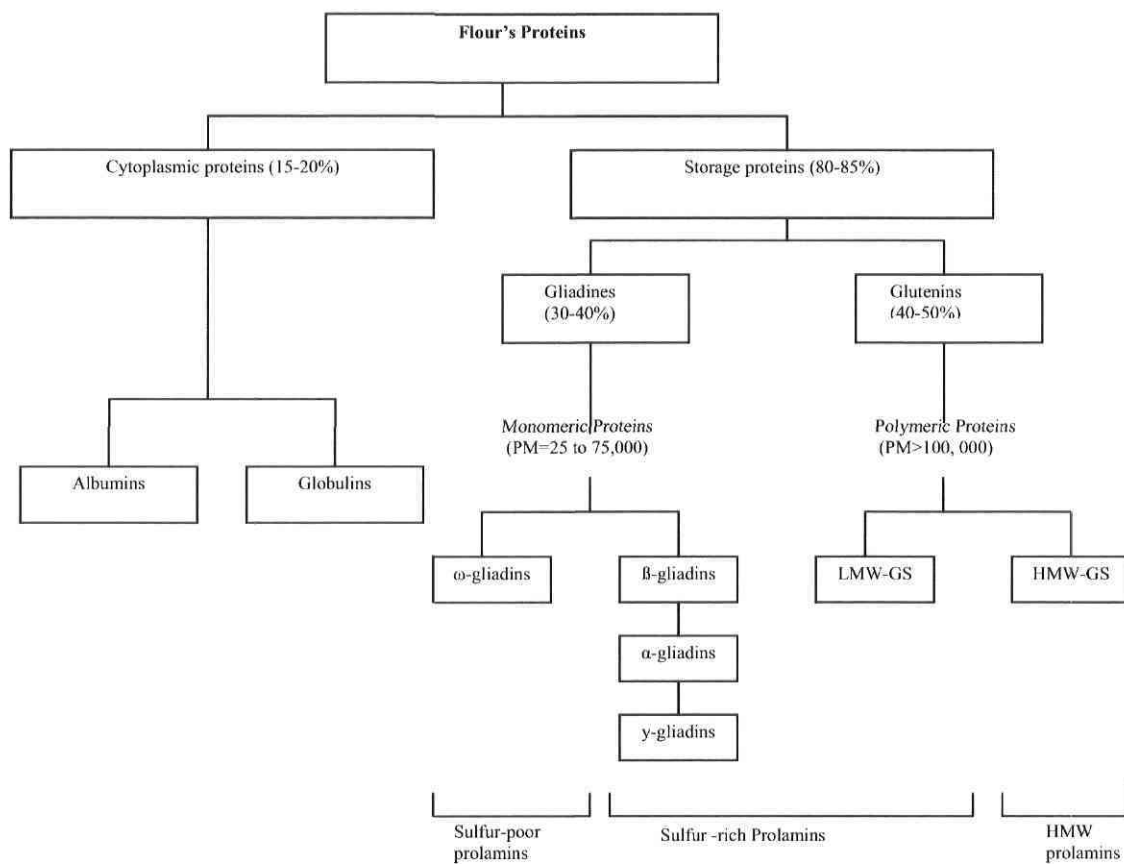 Flour's Proteins
Cytoplasmic proteins (15-20%)
Storage proteins (80-85%)
Gliadines
(30-40%)
Glutenins
(40-50%)
Monomeric Proteins
(PM=25 to 75,000)
Polymeric Proteins
(PM>100, 000)
Albumins
Globulins
ω-gliadins
ß-gliadins
LMW-GS
HMW-GS
α-gliadins
y-gliadins
Sulfur-poor
prolamins
Sulfur -rich Prolamins
HMW
prolamins